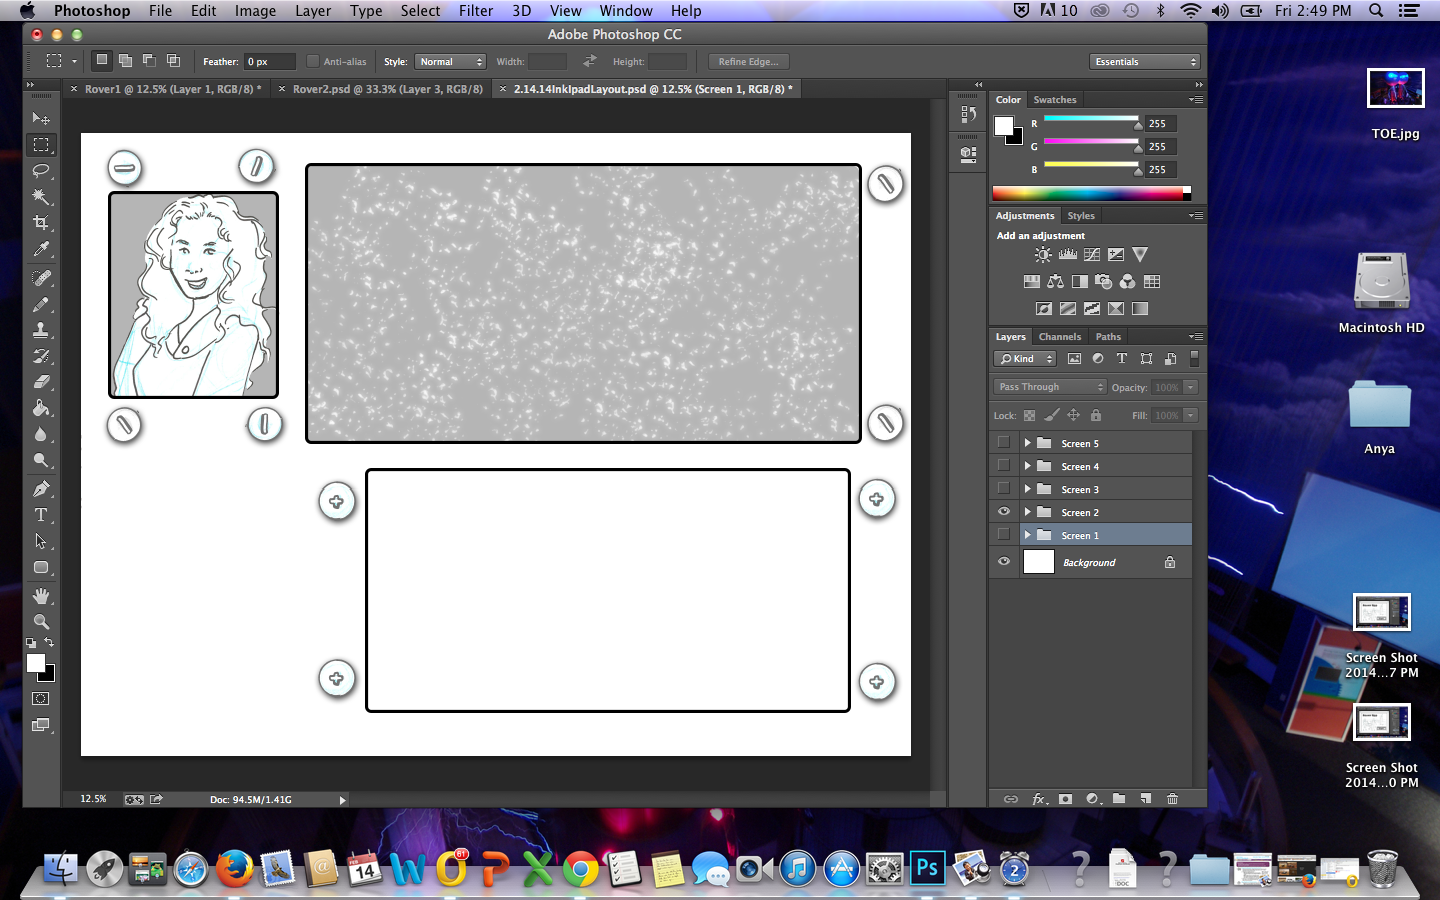 Photoshop File Edit Image Layer Type Select Filter 3D View Window Help 10 Fri 2:49 PM
Adobe Photoshop CC
Feather: 0 px Anti-alias Style: Normal Width: Height: Refine Edge... Essentials
× Rover1 @ 12.5% (Layer 1, RGB/8) * × Rover2.psd @ 33.3% (Layer 3, RGB/8) × 2.14.14InkIpadLayout.psd @ 12.5% (Screen 1, RGB/8) *
Color Swatches
R 255
G 255
B 255
Adjustments Styles
Add an adjustment
Layers Channels Paths
Kind T
Pass Through Opacity: 100%
Lock: Fill: 100%
Screen 5
Screen 4
Screen 3
Screen 2
Screen 1
Background
T
12.5% Doc: 94.5M/1.41G
fx
TOE.jpg
Macintosh HD
Anya
Screen Shot
2014...7 PM
Screen Shot
2014...0 PM
FEB
14
W
O
61
P
X
Ps
2
?
DOC
?